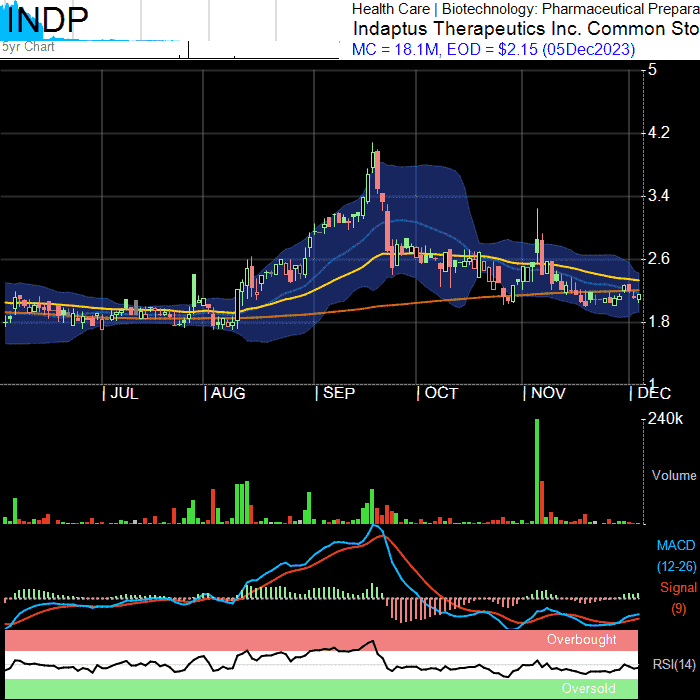 INDP
5yr Chart
Health Care | Biotechnology: Pharmaceutical Prepara
Indaptus Therapeutics Inc. Common Sto
MC = 18.1M, EOD = $2.15 (05Dec2023)
5
4.2
3.4
2.6
1.8
1
| JUL | AUG | SEP | OCT | NOV | DEC
240k
Volume
MACD
(12-26)
Signal
(9)
Overbought
RSI(14)
Oversold